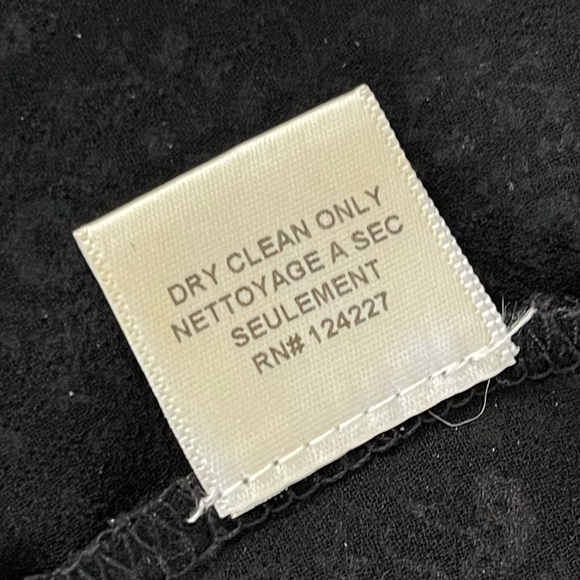 DRY CLEAN ONLY
NETTOYAGE A SEC
SEULEMENT
RN# 124227